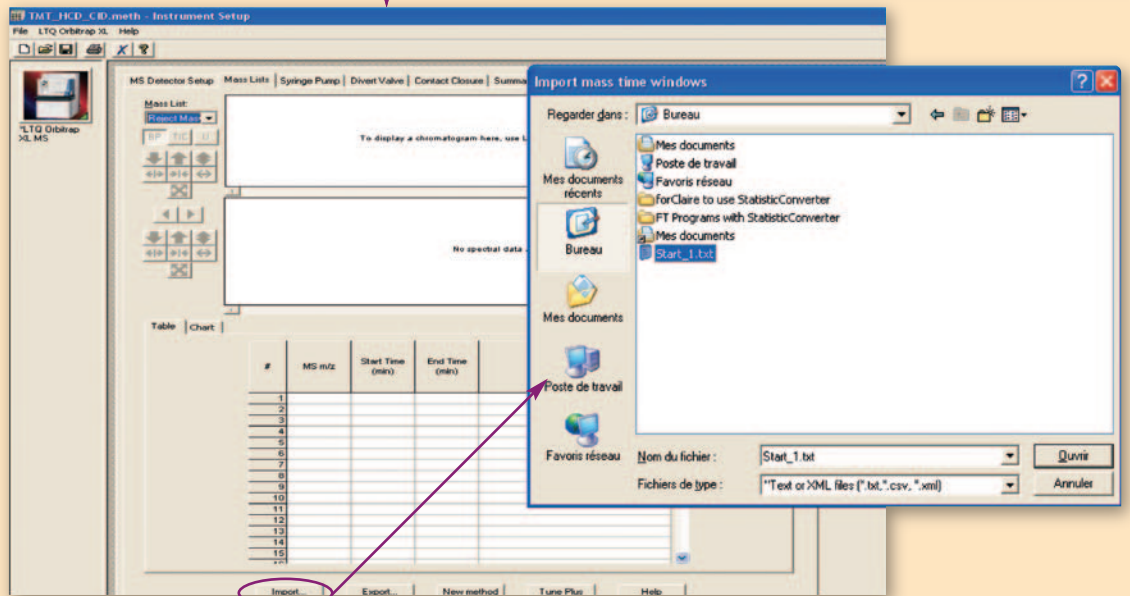 TMT_HCD_CID.meth - Instrument Setup
File LTQ Orbitrap XL Help
"LTQ Orbitrap
XL MS
MS Detector Setup Mass Lists Syringe Pump Divert Valve Contact Closure Summa
Mass List:
Reject Mas
BP TIC U
To display a chromatogram here, use L
No spectral data
Table Chart
# MS m/z Start Time (min) End Time (min)
1
2
3
4
5
6
7
8
9
10
11
12
13
14
15
Import... Export... New method Tune Plus Help
Import mass time windows
Regarder dans : Bureau
Mes documents récents
Bureau
Mes documents
Poste de travail
Favoris réseau
Mes documents
Poste de travail
Favoris réseau
forClaire to use StatisticConverter
FT Programs with StatisticConverter
Mes documents
Start_1.txt
Nom du fichier : Start_1.txt Ouvrir
Fichiers de type : "Text or XML files (*.txt,*.csv, *.xml) Annuler